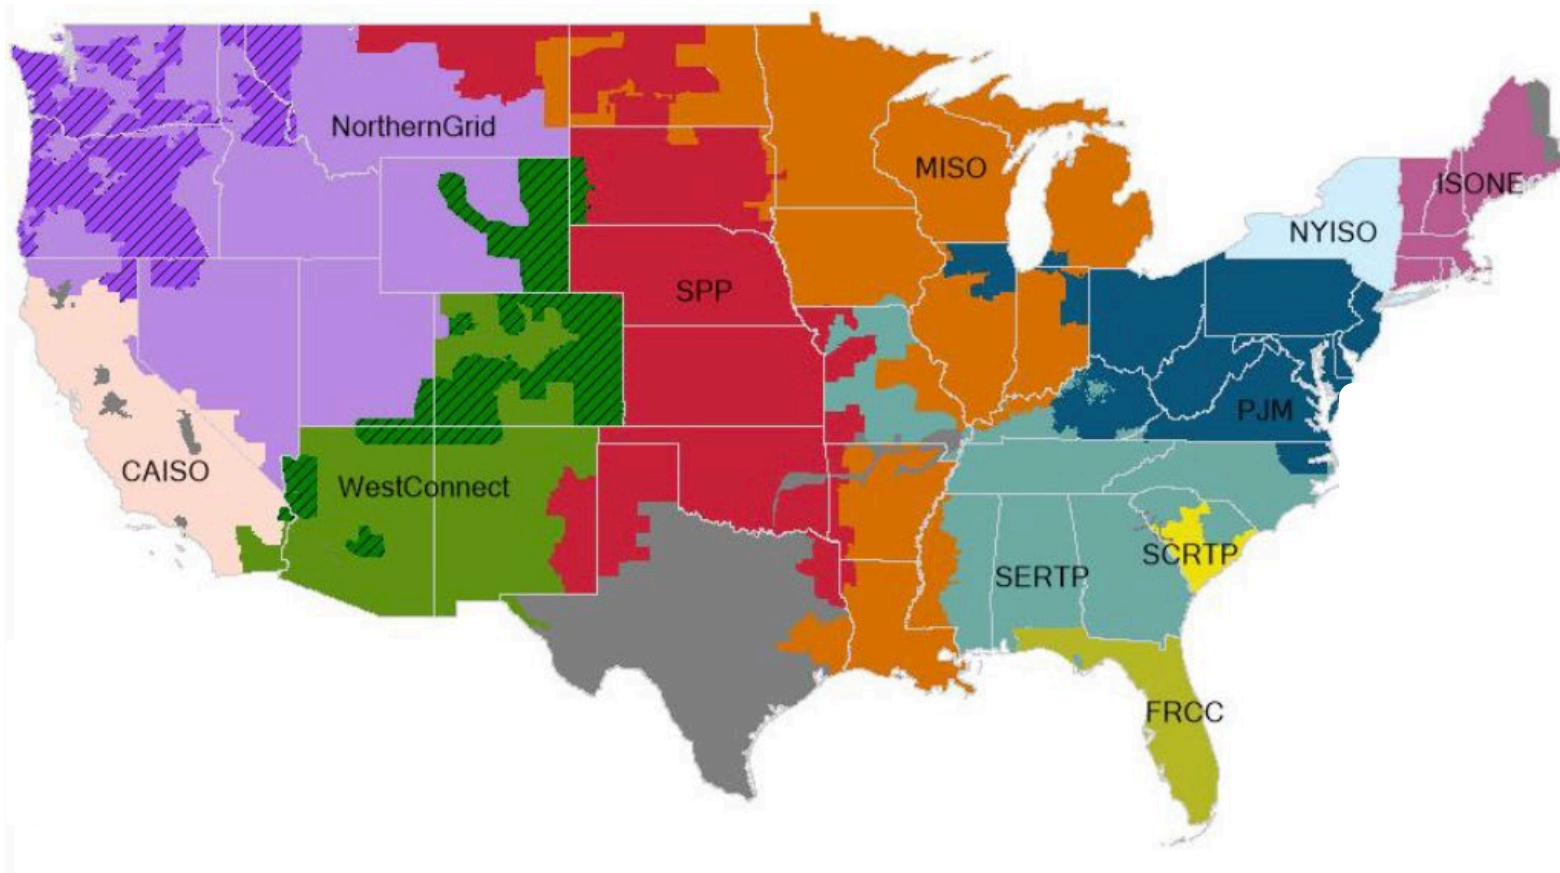 NorthernGrid
MISO
ISONE
NYISO
SPP
PJM
CAISO
WestConnect
SCRTP
SERTP
FRCC